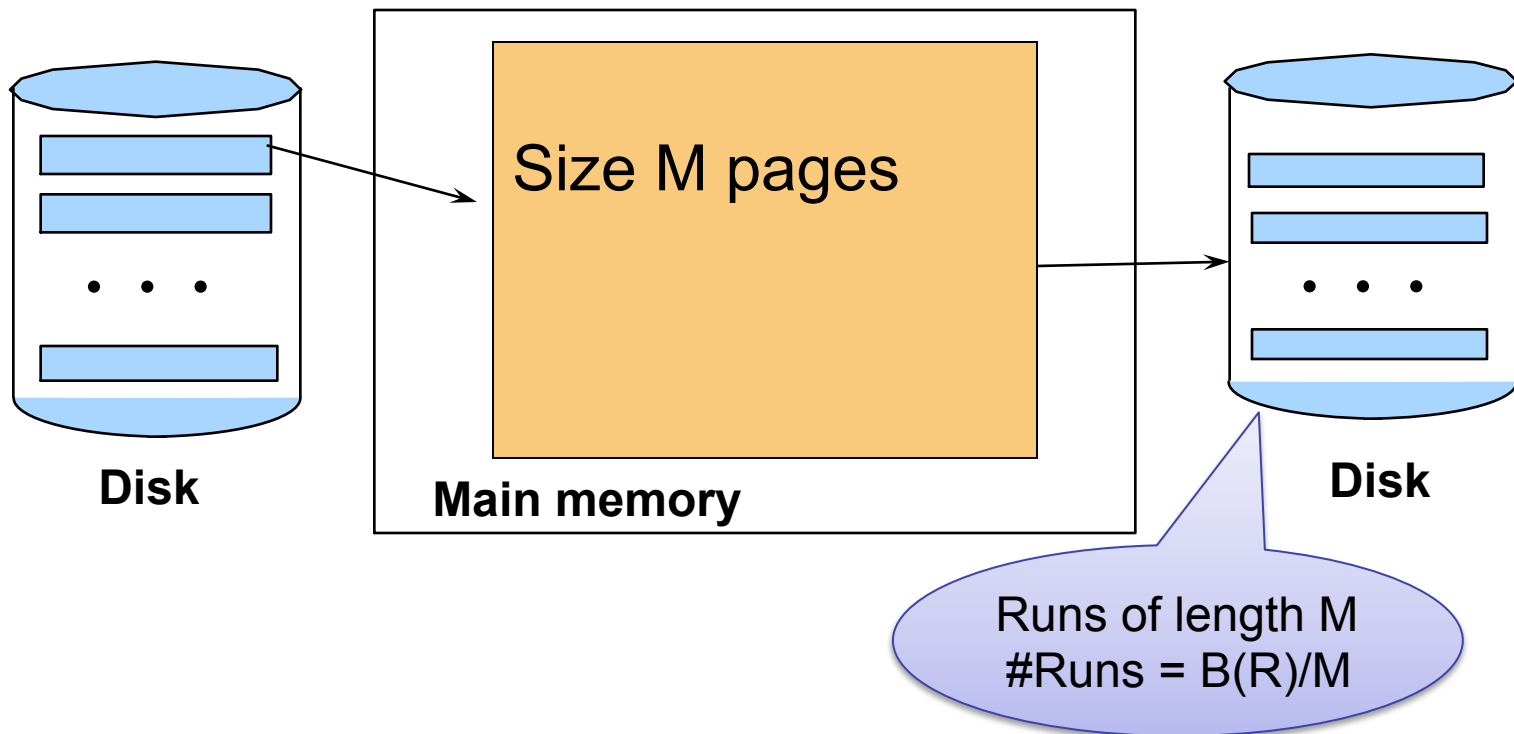 Size M pages
• • •
• • •
Disk
Main memory
Disk
Runs of length M
#Runs = B(R)/M